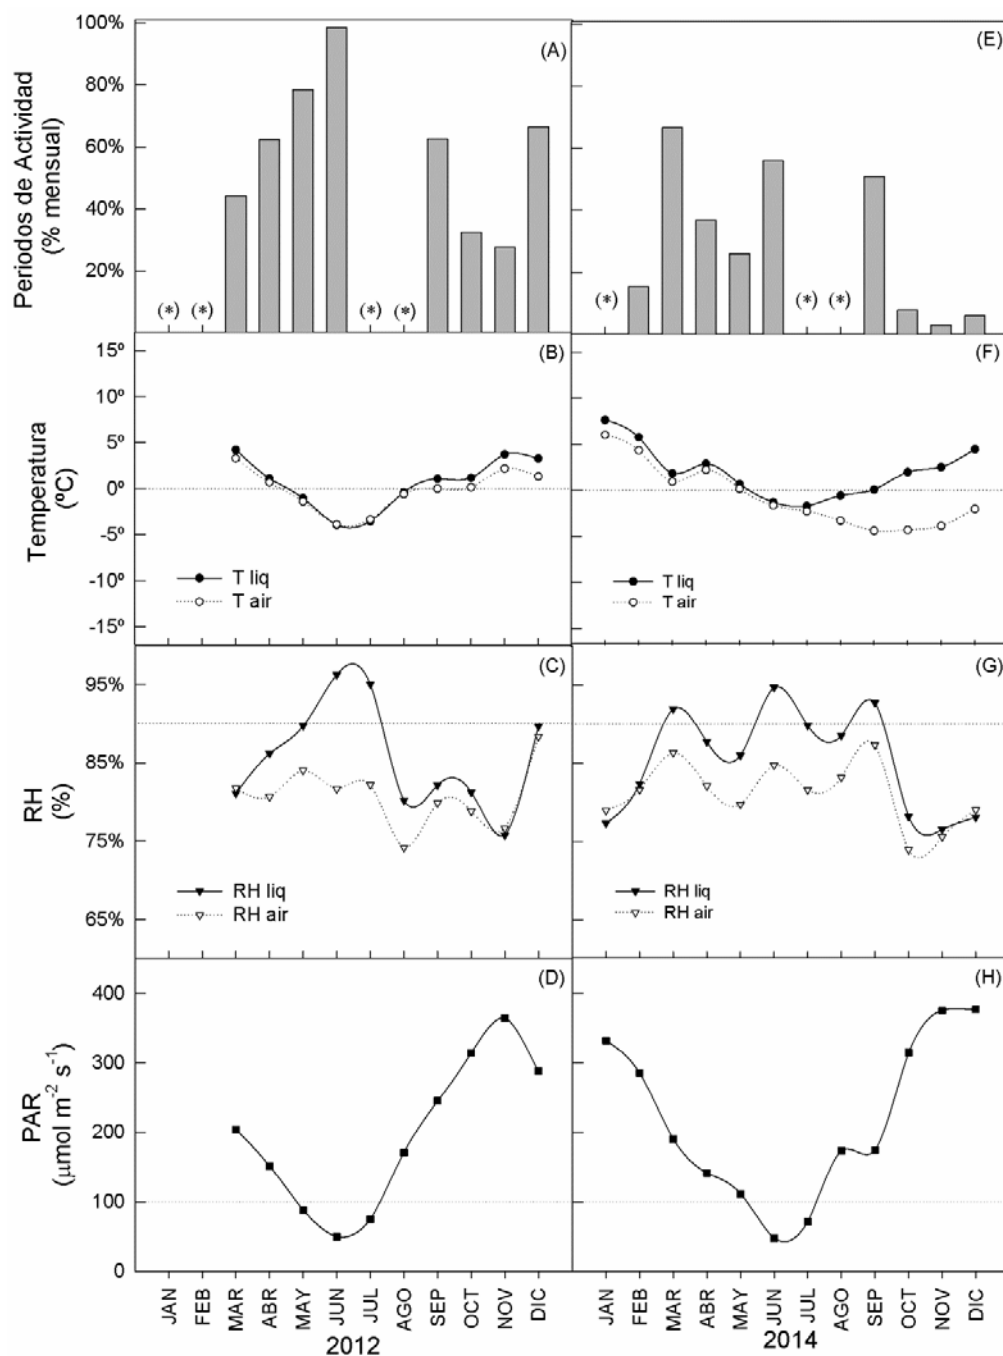 Periodos de Actividad
(% mensual)
100%
80%
60%
40%
20%
(A)
(*)
(*)
(*)
(*)
(E)
(*)
(*)
(*)
Temperatura
(ºC)
15º
10º
5º
0º
-5º
-10º
-15º
(B)
T liq
T air
(F)
T liq
T air
RH
(%)
95%
85%
75%
65%
(C)
RH liq
RH air
(G)
RH liq
RH air
PAR
(µmol m-2 s-1)
400
300
200
100
0
(D)
(H)
JAN
FEB
MAR
ABR
MAY
JUN
JUL
AGO
SEP
OCT
NOV
DIC
2012
JAN
FEB
MAR
ABR
MAY
JUN
JUL
AGO
SEP
OCT
NOV
DIC
2014